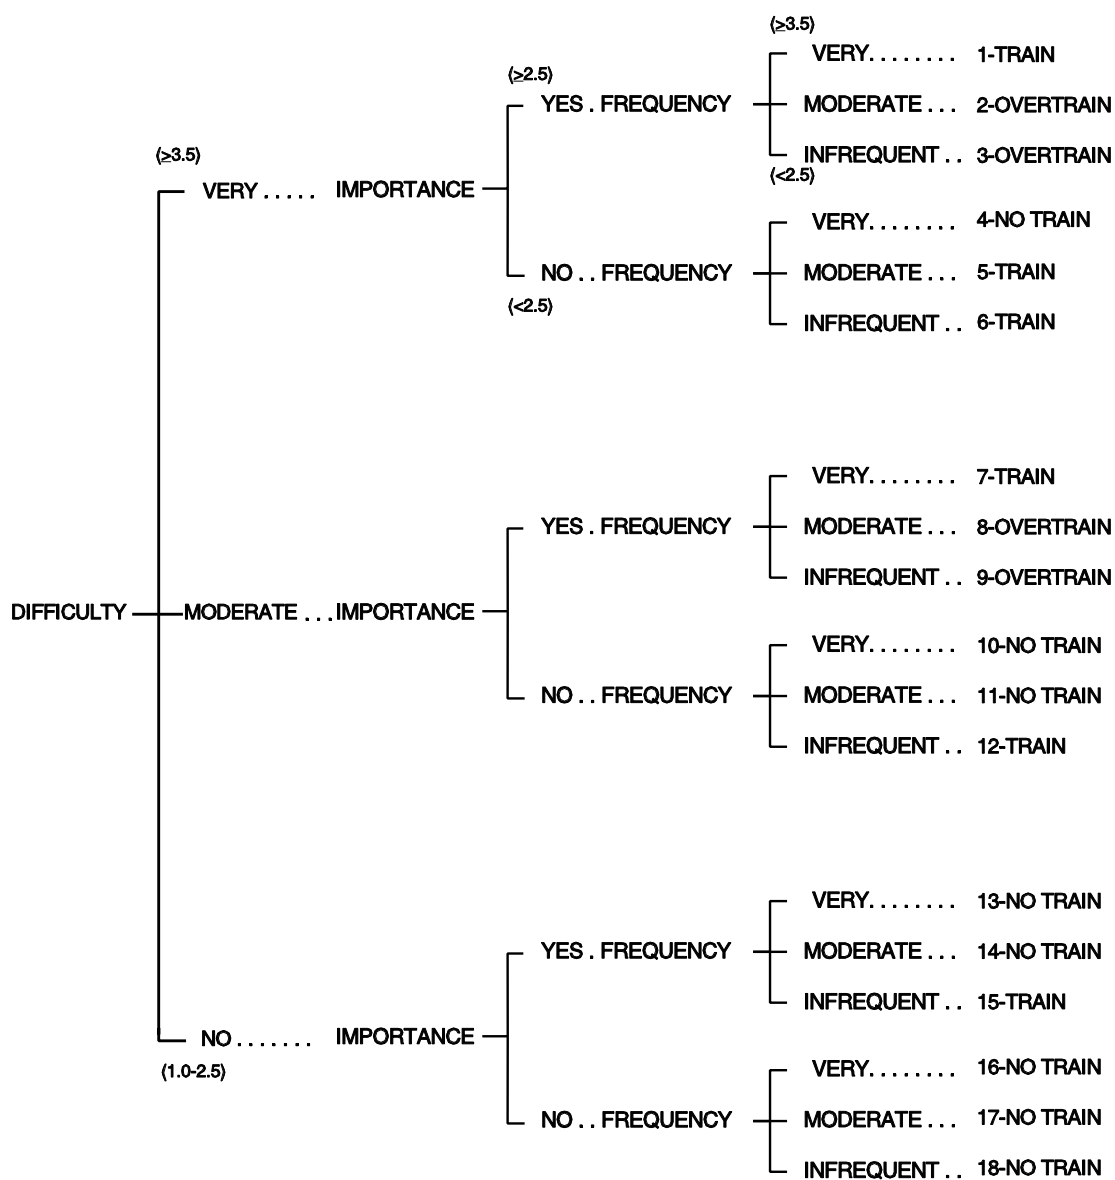 (≥3.5)
VERY........ 1-TRAIN
(≥2.5)
YES . FREQUENCY MODERATE ... 2-OVERTRAIN
(≥3.5)
INFREQUENT .. 3-OVERTRAIN
(<2.5)
VERY ..... IMPORTANCE
VERY........ 4-NO TRAIN
NO .. FREQUENCY MODERATE ... 5-TRAIN
(<2.5)
INFREQUENT .. 6-TRAIN
VERY........ 7-TRAIN
YES . FREQUENCY MODERATE ... 8-OVERTRAIN
INFREQUENT .. 9-OVERTRAIN
DIFFICULTY MODERATE ... IMPORTANCE
VERY........ 10-NO TRAIN
NO .. FREQUENCY MODERATE ... 11-NO TRAIN
INFREQUENT .. 12-TRAIN
VERY........ 13-NO TRAIN
YES . FREQUENCY MODERATE ... 14-NO TRAIN
INFREQUENT .. 15-TRAIN
NO ....... IMPORTANCE
(1.0-2.5)
VERY........ 16-NO TRAIN
NO .. FREQUENCY MODERATE ... 17-NO TRAIN
INFREQUENT .. 18-NO TRAIN